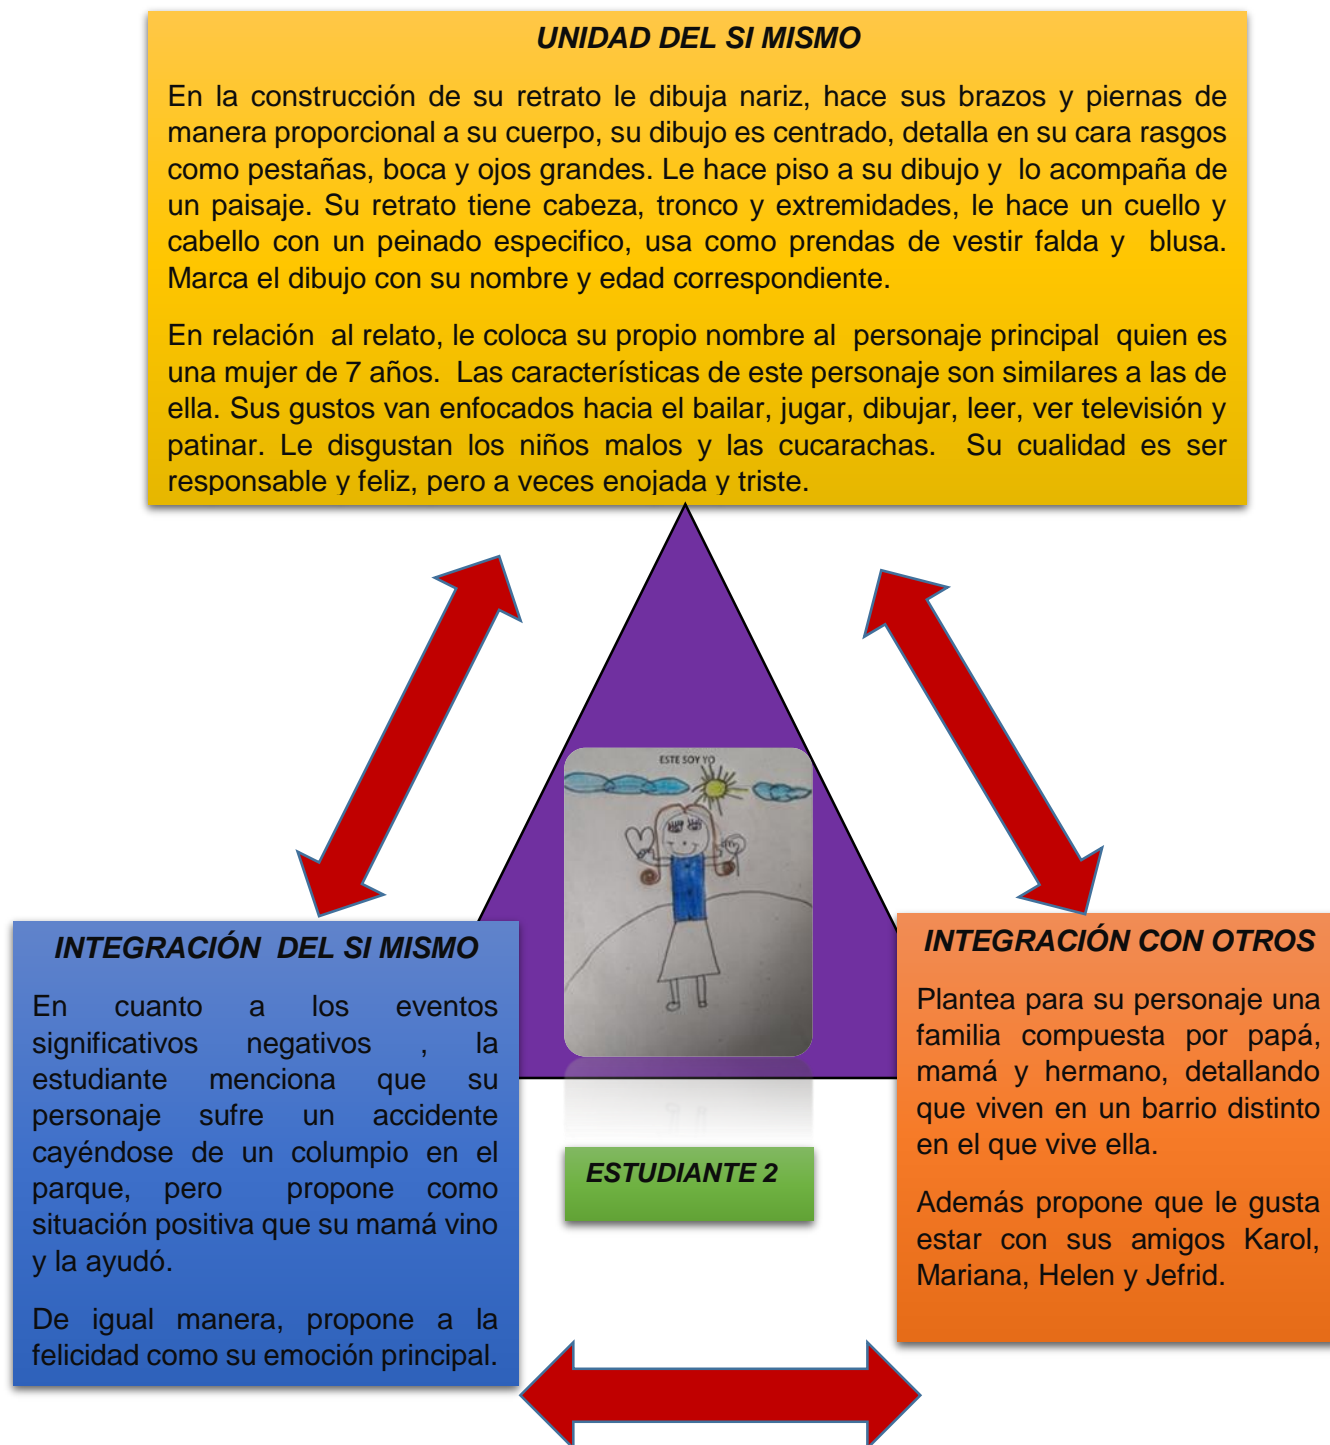 UNIDAD DEL SI MISMO
En la construcción de su retrato le dibuja nariz, hace sus brazos y piernas de
manera proporcional a su cuerpo, su dibujo es centrado, detalla en su cara rasgos
como pestañas, boca y ojos grandes. Le hace piso a su dibujo y lo acompaña de
un paisaje. Su retrato tiene cabeza, tronco y extremidades, le hace un cuello y
cabello con un peinado especifico, usa como prendas de vestir falda y blusa.
Marca el dibujo con su nombre y edad correspondiente.
En relación al relato, le coloca su propio nombre al personaje principal quien es
una mujer de 7 años. Las características de este personaje son similares a las de
ella. Sus gustos van enfocados hacia el bailar, jugar, dibujar, leer, ver televisión y
patinar. Le disgustan los niños malos y las cucarachas. Su cualidad es ser
responsable y feliz, pero a veces enojada y triste.
ESTE SOY YO
INTEGRACIÓN DEL SI MISMO
En cuanto a los eventos
significativos negativos , la
estudiante menciona que su
personaje sufre un accidente
cayéndose de un columpio en el
parque, pero propone como
situación positiva que su mamá vino
y la ayudó.
De igual manera, propone a la
felicidad como su emoción principal.
ESTUDIANTE 2
INTEGRACIÓN CON OTROS
Plantea para su personaje una
familia compuesta por papá,
mamá y hermano, detallando
que viven en un barrio distinto
en el que vive ella.
Además propone que le gusta
estar con sus amigos Karol,
Mariana, Helen y Jefrid.